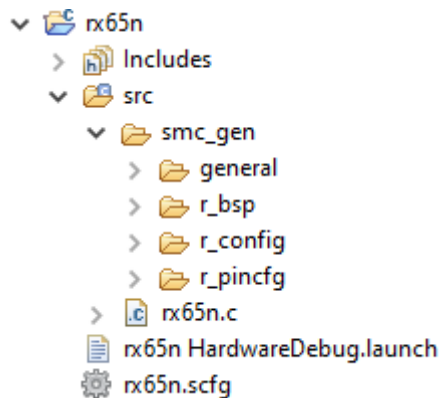 rx65n
Includes
src
smc_gen
general
r_bsp
r_config
r_pincfg
rx65n.c
rx65n HardwareDebug.launch
rx65n.scfg